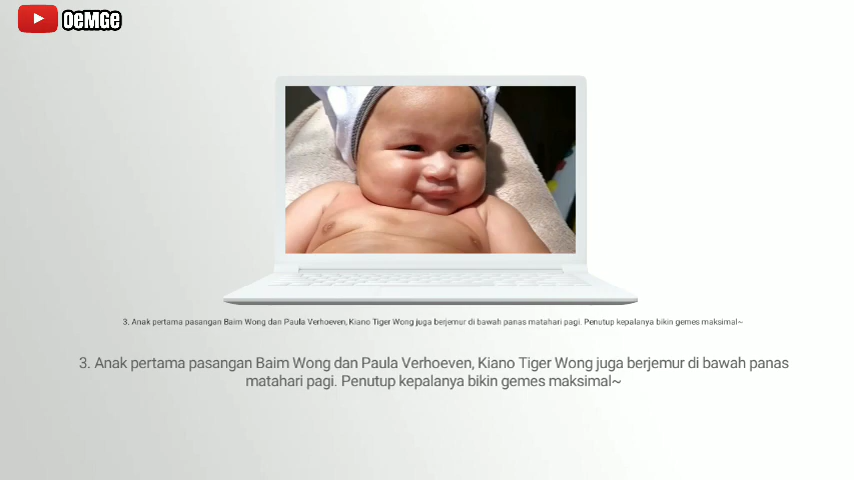 OeMGe
3. Anak pertama pasangan Baim Wong dan Paula Verhoeven, Kiano Tiger Wong juga berjemur di bawah panas matahari pagi. Penutup kepalanya bikin gemes maksimal~
3. Anak pertama pasangan Baim Wong dan Paula Verhoeven, Kiano Tiger Wong juga berjemur di bawah panas
matahari pagi. Penutup kepalanya bikin gemes maksimal~